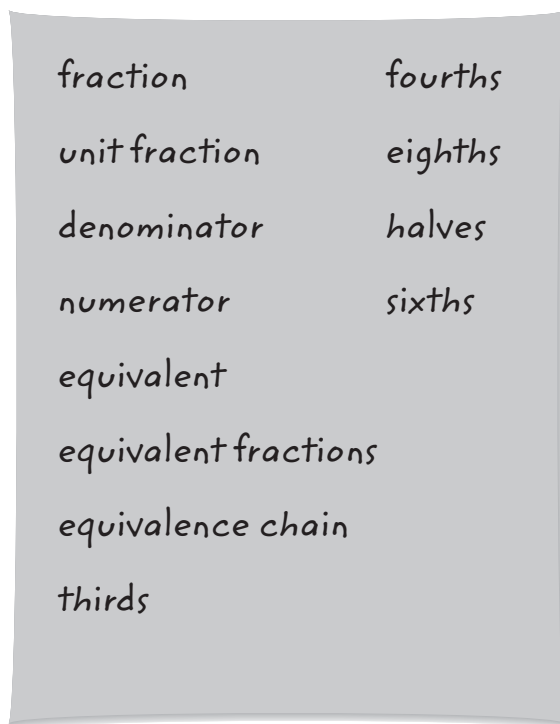 fraction
unit fraction
denominator
numerator
equivalent
equivalent fractions
equivalence chain
thirds
fourths
eighths
halves
sixths